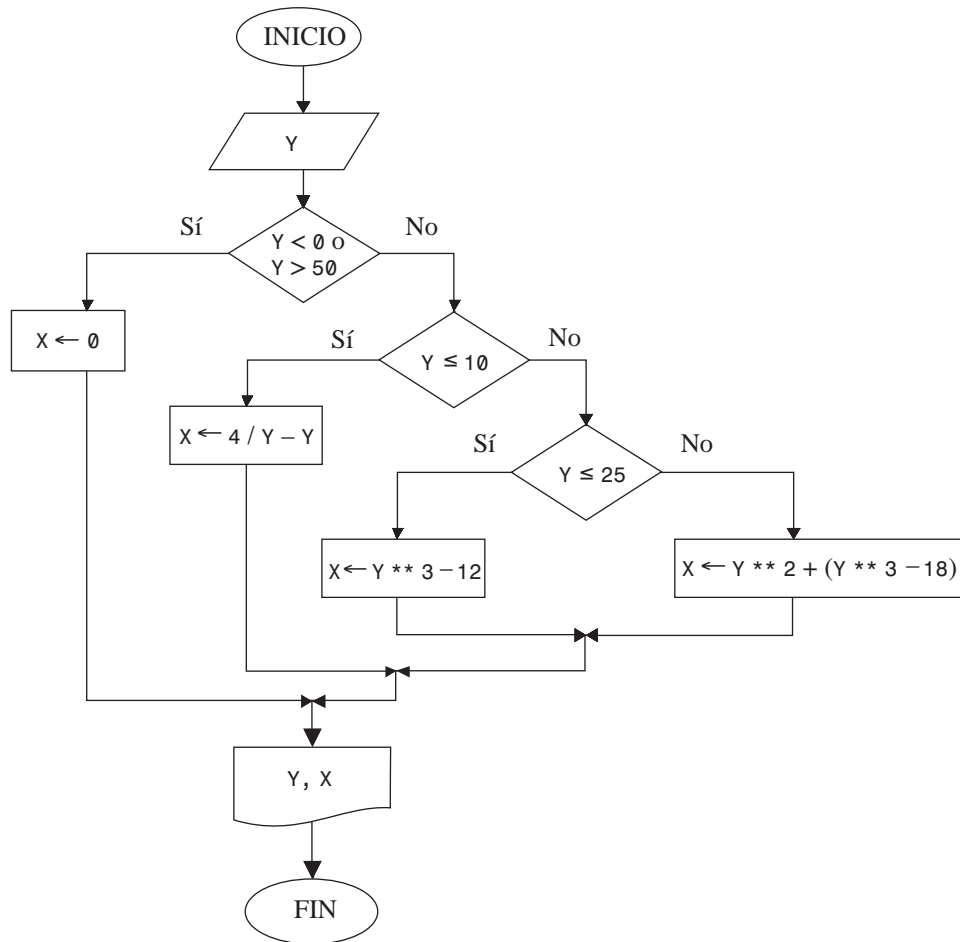 INICIO
Y
Sí
No
Y < 0 o
Y > 50
X ← 0
Sí
No
Y ≤ 10
X ← 4 / Y – Y
Sí
No
Y ≤ 25
X ← Y ** 3 – 12
X ← Y ** 2 + (Y ** 3 – 18)
Y, X
FIN